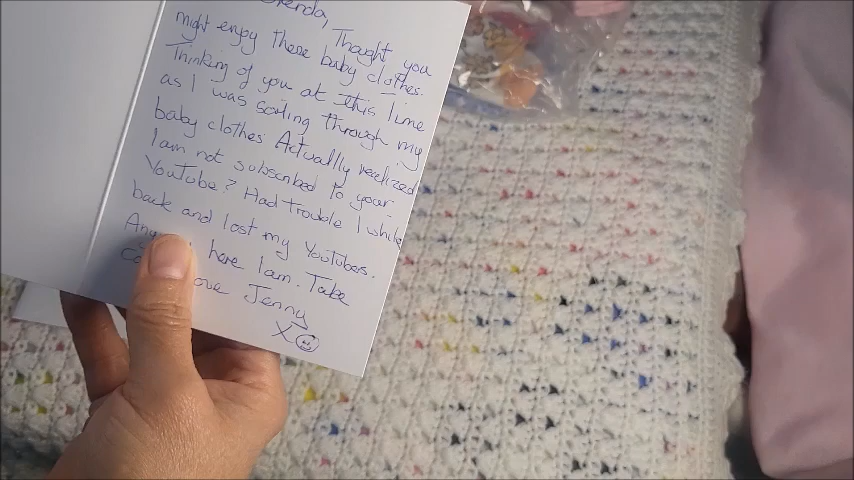 Thought you
might enjoy these baby clothes.
Thinking of you at this Time
as I was sorting through my
baby clothes Actually realized
I am not subscribed to your
YouTube? Had trouble I while
back and lost my YouTubers.
here I am. Take
love Jenny
X